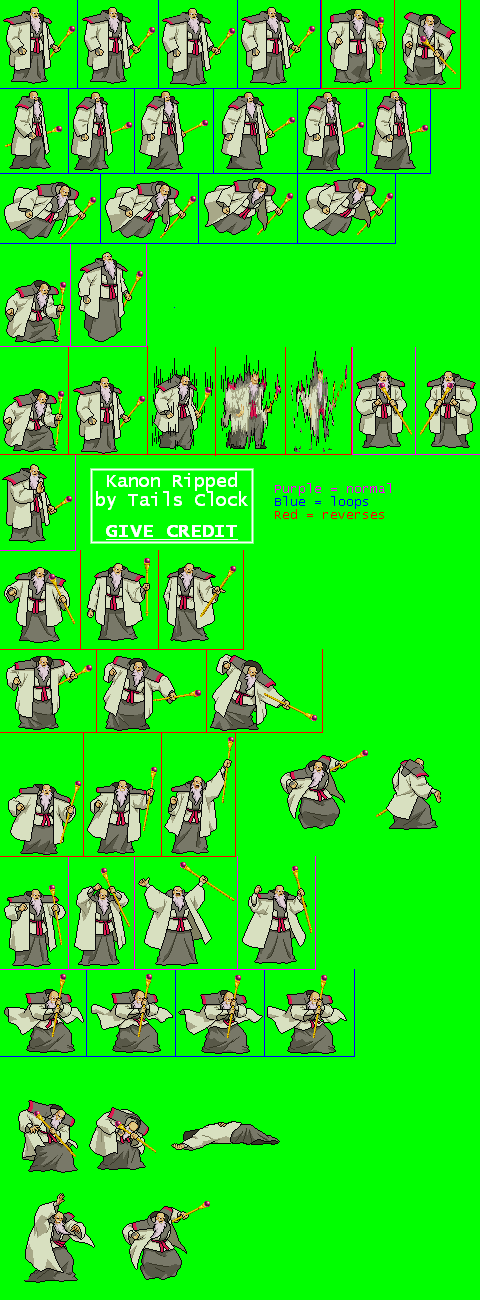 Kanon Ripped
by Tails Clock
GIVE CREDIT
Purple = normal
Blue = loops
Red = reverses